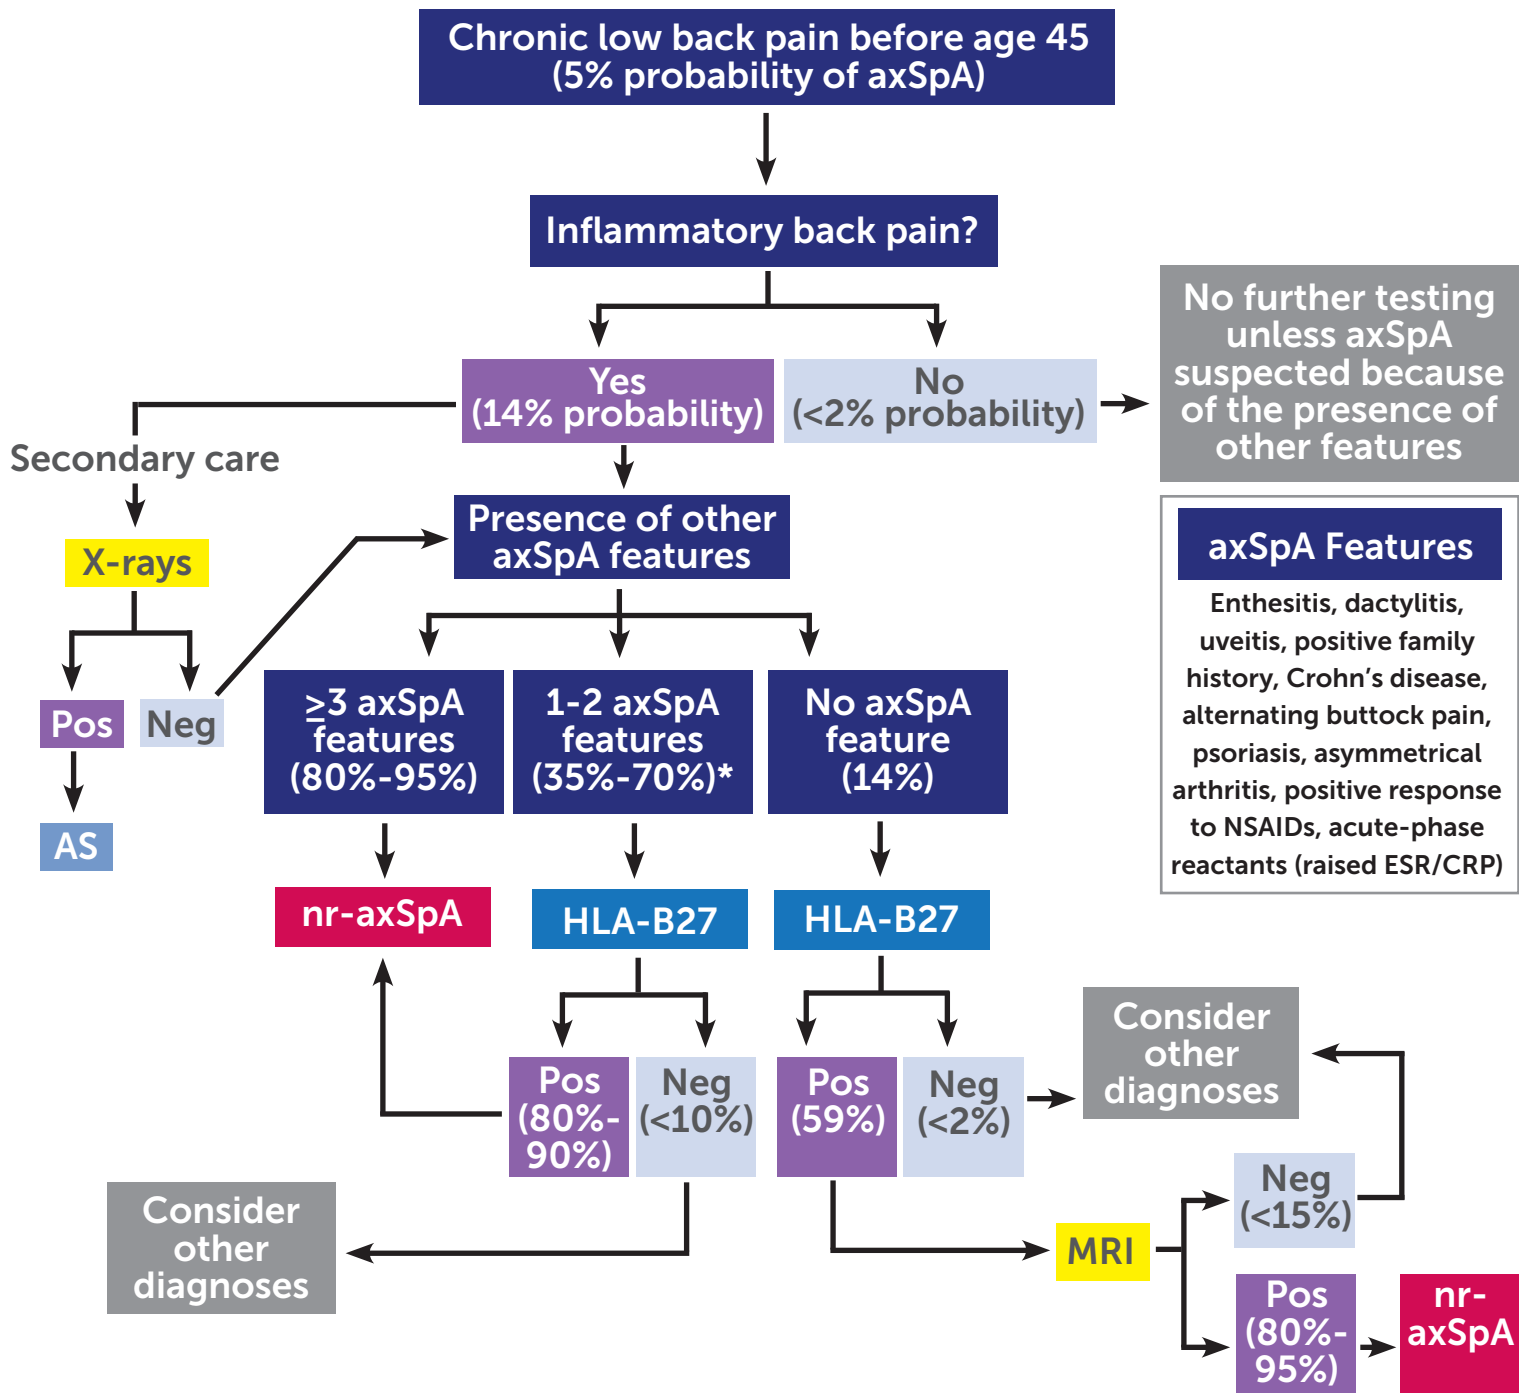 Chronic low back pain before age 45
(5% probability of axSpA)
Inflammatory back pain?
Yes
(14% probability)
No
(<2% probability)
No further testing
unless axSpA
suspected because
of the presence of
other features
Secondary care
X-rays
Pos
Neg
AS
Presence of other
axSpA features
axSpA Features
Enthesitis, dactylitis,
uveitis, positive family
history, Crohn’s disease,
alternating buttock pain,
psoriasis, asymmetrical
arthritis, positive response
to NSAIDs, acute-phase
reactants (raised ESR/CRP)
≥3 axSpA
features
(80%-95%)
1-2 axSpA
features
(35%-70%)*
No axSpA
feature
(14%)
nr-axSpA
HLA-B27
HLA-B27
Pos
(80%-
90%)
Neg
(<10%)
Pos
(59%)
Neg
(<2%)
Consider
other
diagnoses
Consider
other
diagnoses
MRI
Neg
(<15%)
Pos
(80%-
95%)
nr-
axSpA